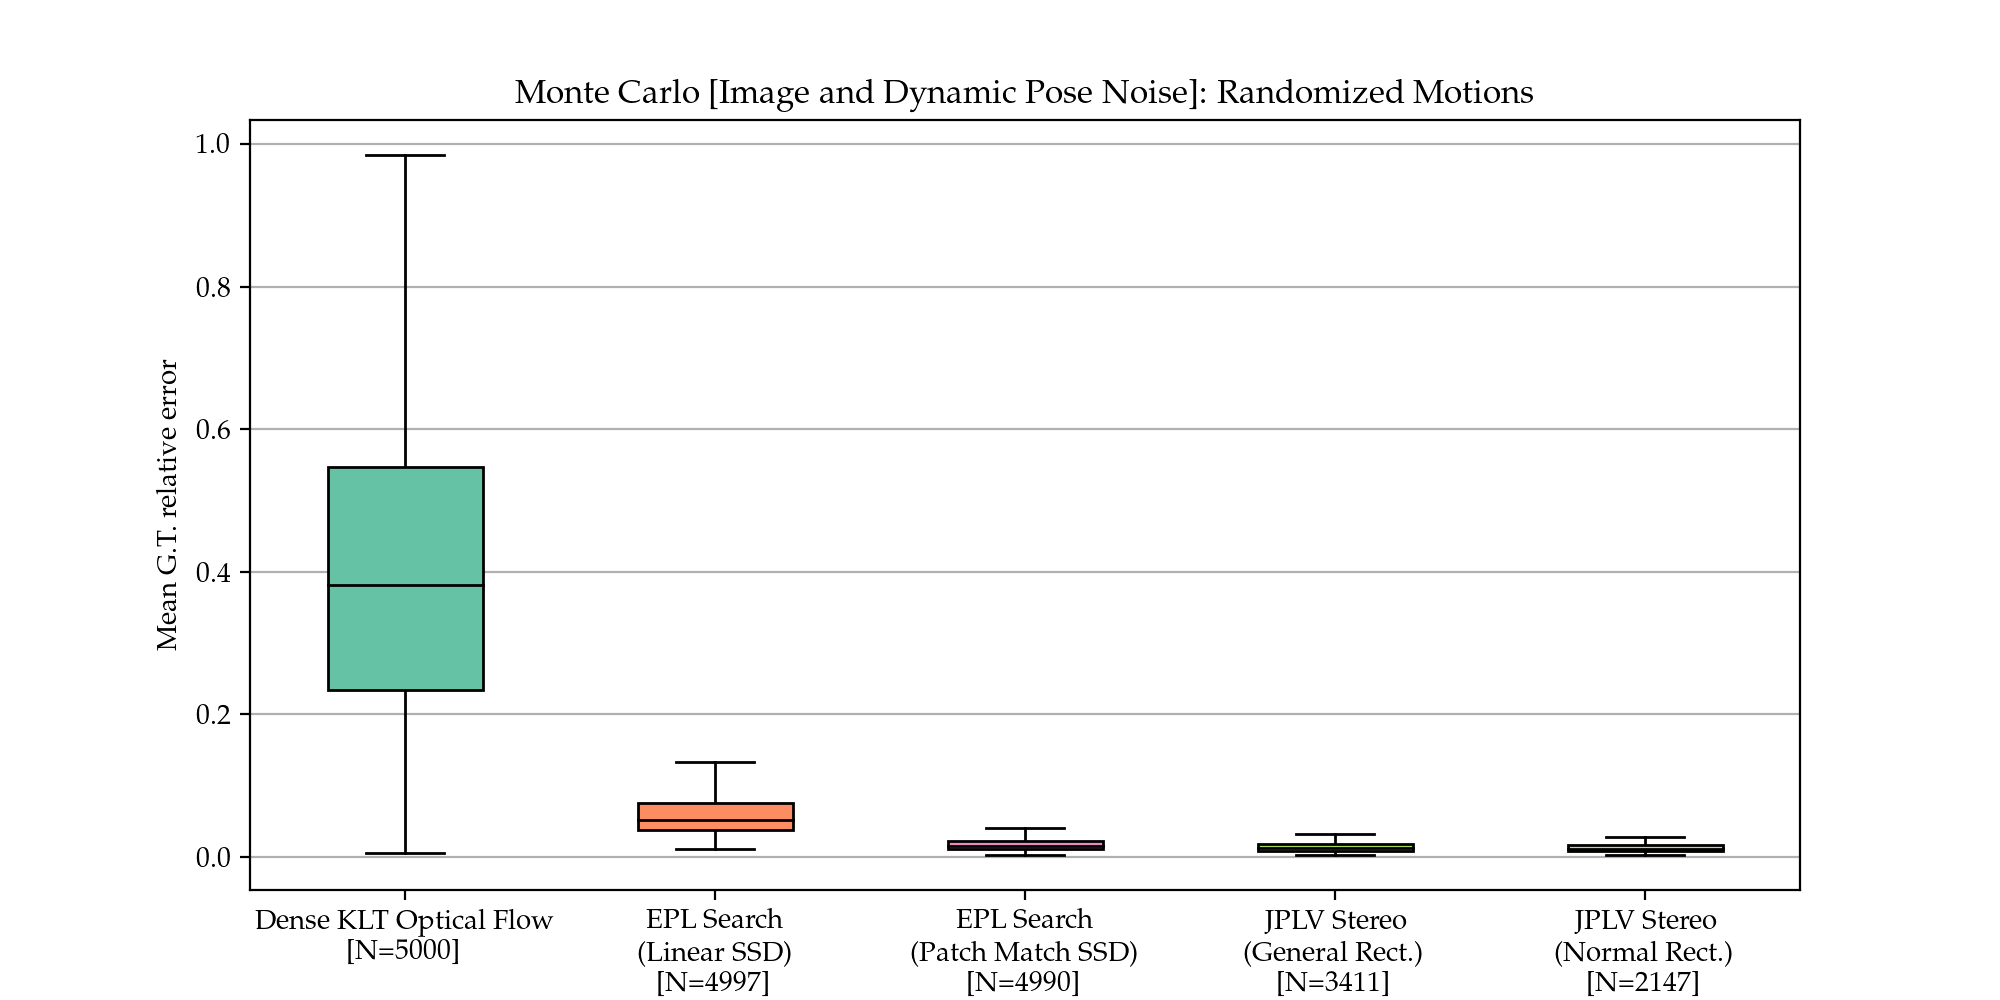 Monte Carlo [Image and Dynamic Pose Noise]: Randomized Motions
Mean G.T. relative error
1.0
0.8
0.6
0.4
0.2
0.0
Dense KLT Optical Flow
[N=5000]
EPL Search
(Linear SSD)
[N=4997]
EPL Search
(Patch Match SSD)
[N=4990]
JPLV Stereo
(General Rect.)
[N=3411]
JPLV Stereo
(Normal Rect.)
[N=2147]